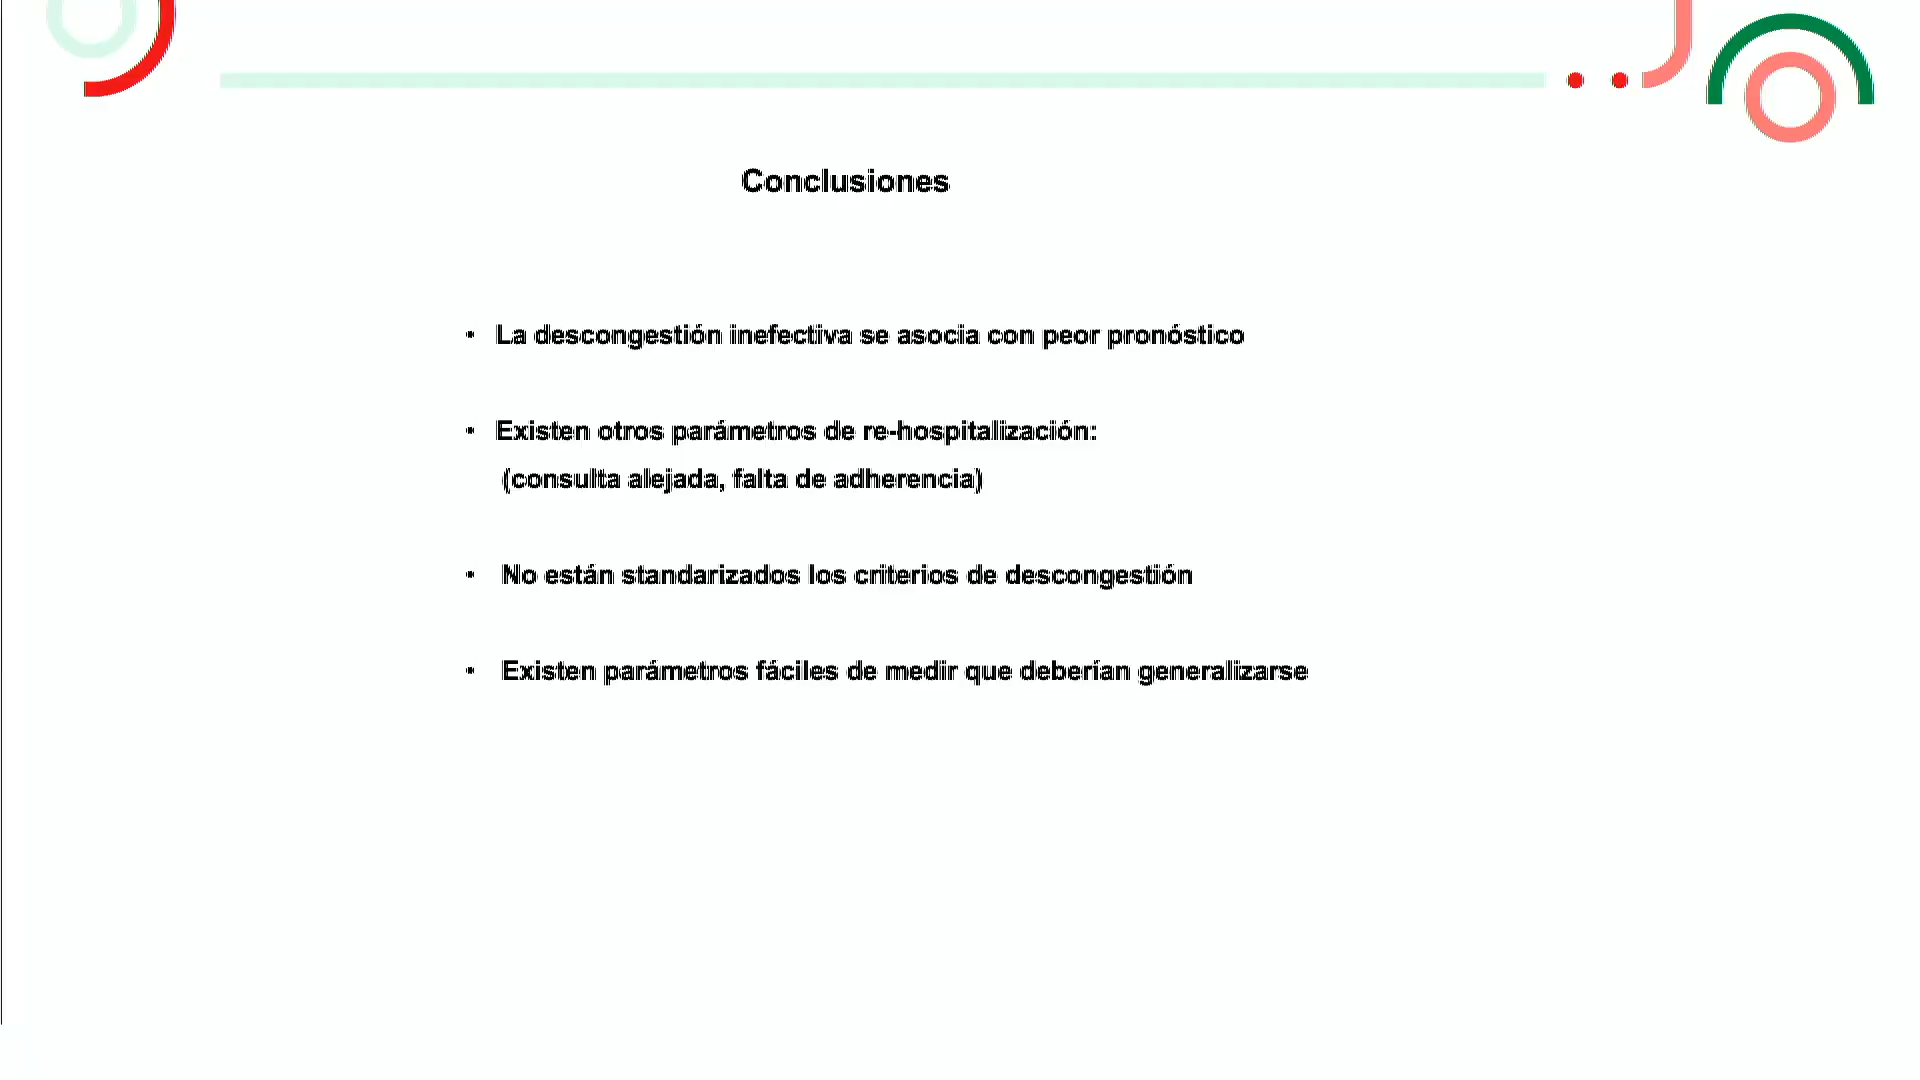 Conclusiones
• La descongestión inefectiva se asocia con peor pronóstico
• Existen otros parámetros de re-hospitalización:
(consulta alejada, falta de adherencia)
• No están standarizados los criterios de descongestión
• Existen parámetros fáciles de medir que deberían generalizarse